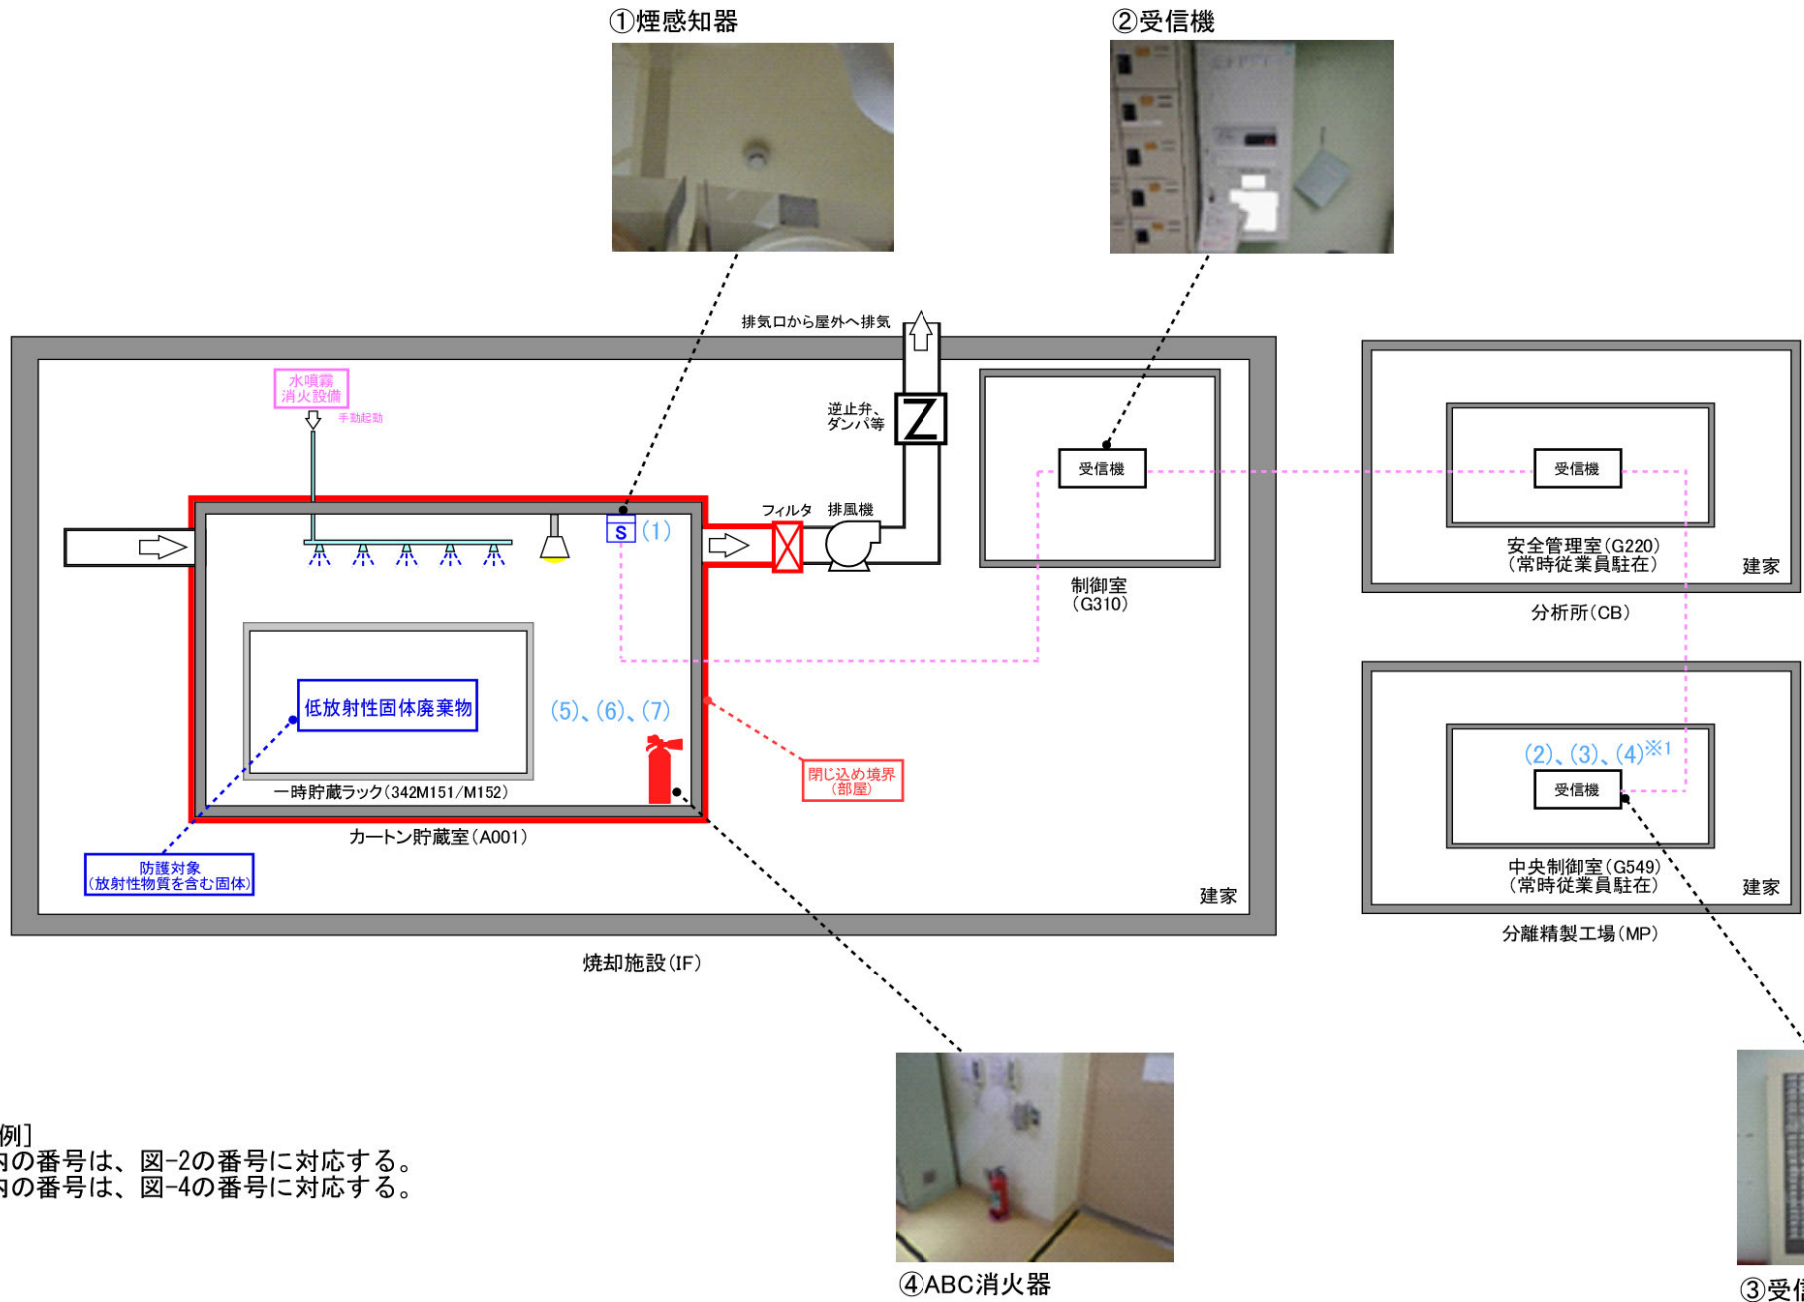 ①煙感知器
②受信機
排気口から屋外へ排気
水噴霧
消火設備
手動起動
逆止弁、
ダンパ等
受信機
受信機
フィルタ
排風機
S
(1)
安全管理室(G220)
(常時従業員駐在)
建家
制御室
(G310)
分析所(CB)
低放射性固体廃棄物
(5)、(6)、(7)
(2)、(3)、(4)※1
閉じ込め境界
(部屋)
受信機
一時貯蔵ラック(342M151/M152)
カートン貯蔵室(A001)
防護対象
(放射性物質を含む固体)
中央制御室(G549)
(常時従業員駐在)
建家
建家
分離精製工場(MP)
焼却施設(IF)
例]
内の番号は、図-2の番号に対応する。
内の番号は、図-4の番号に対応する。
④ABC消火器
③受信